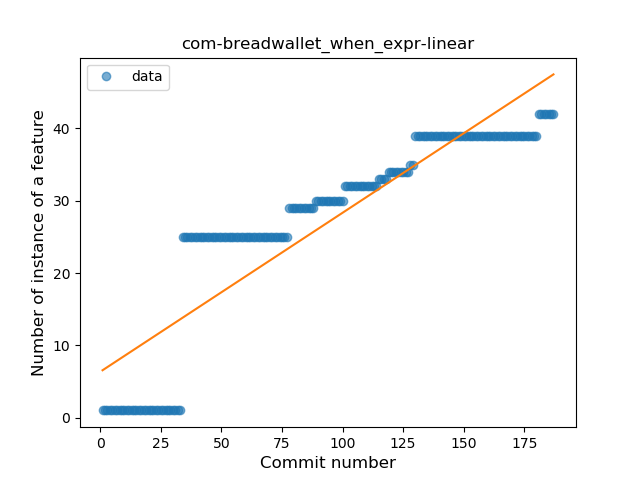 com-breadwallet_when_expr-linear
data
Number of instance of a feature
40
30
20
10
0
0 25 50 75 100 125 150 175
Commit number